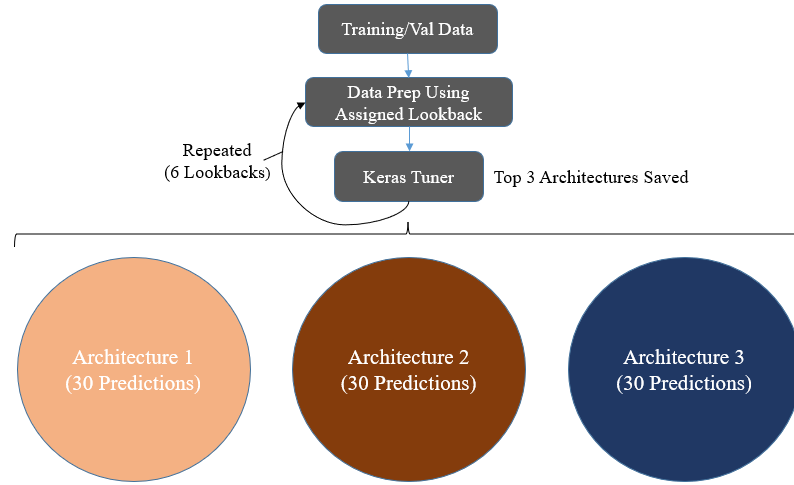 Training/Val Data
Data Prep Using
Assigned Lookback
Repeated
(6 Lookbacks)
Keras Tuner
Top 3 Architectures Saved
Architecture 1
(30 Predictions)
Architecture 2
(30 Predictions)
Architecture 3
(30 Predictions)